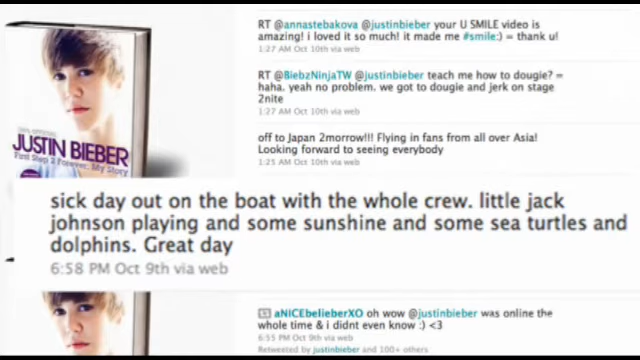 RT @annastebakova @justinbieber your U SMILE video is
amazing! i loved it so much! it made me #smile:) = thank u!
1:27 AM Oct 10th via web
RT @BiebzNinjaTW @justinbieber teach me how to dougie? =
haha. yeah no problem. we got to dougie and jerk on stage
2nite
1:27 AM Oct 10th via web
off to Japan 2morrow!!! Flying in fans from all over Asia!
Looking forward to seeing everybody
1:25 AM Oct 10th via web
100% OFFICIAL
JUSTIN BIEBER
First Step 2 Forever: My Story
sick day out on the boat with the whole crew. little jack
johnson playing and some sunshine and some sea turtles and
dolphins. Great day
6:58 PM Oct 9th via web
aNICEbelieberXO oh wow @justinbieber was online the
whole time & i didnt even know :) <3
6:55 PM Oct 9th via web
Retweeted by justinbieber and 100+ others